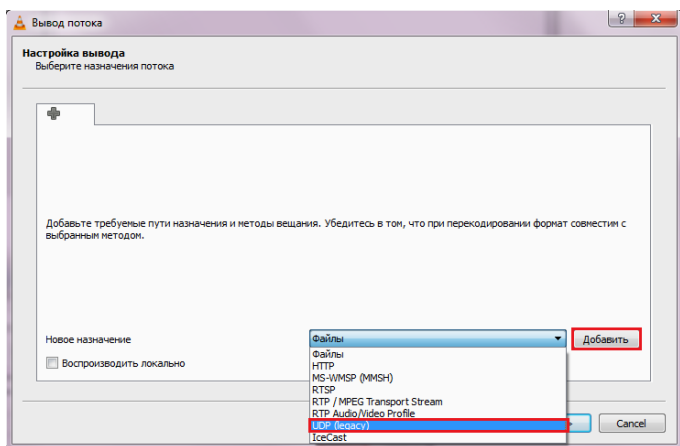 Вывод потока
Настройка вывода
Выберите назначения потока
Добавьте требуемые пути назначения и методы вещания. Убедитесь в том, что при перекодировании формат совместим с
выбранным методом.
Новое назначение
Файлы
Добавить
Воспроизводить локально
Файлы
HTTP
MS-WMSP (MMSH)
RTSP
RTP / MPEG Transport Stream
RTP Audio/Video Profile
UDP (legacy)
IceCast
Cancel